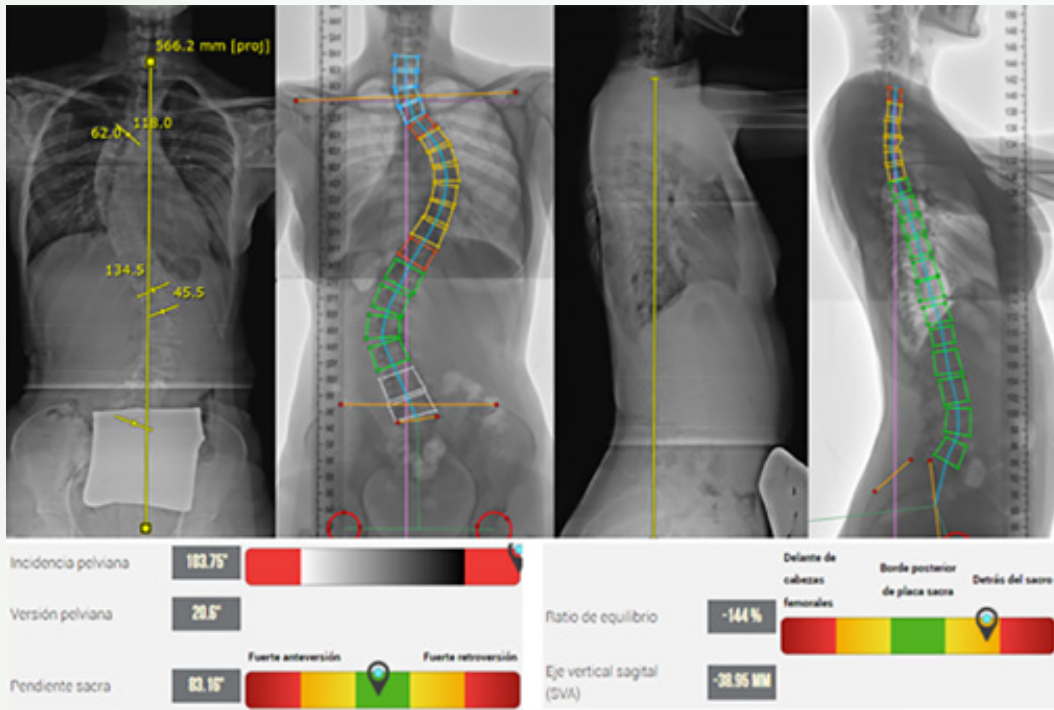 566.2 mm [proj]
62.0
118.0
134.5
45.5
Incidencia pelviana
103.75°
Versión pelviana
20.6°
Fuerte anteversión
Fuerte retroversión
Pendiente sacra
83.16°
Delante de
cabezas
femorales
Borde posterior
de placa sacra
Detrás del sacro
Ratio de equilibrio
-144 %
Eje vertical sagital
(SVA)
-38.95 MM